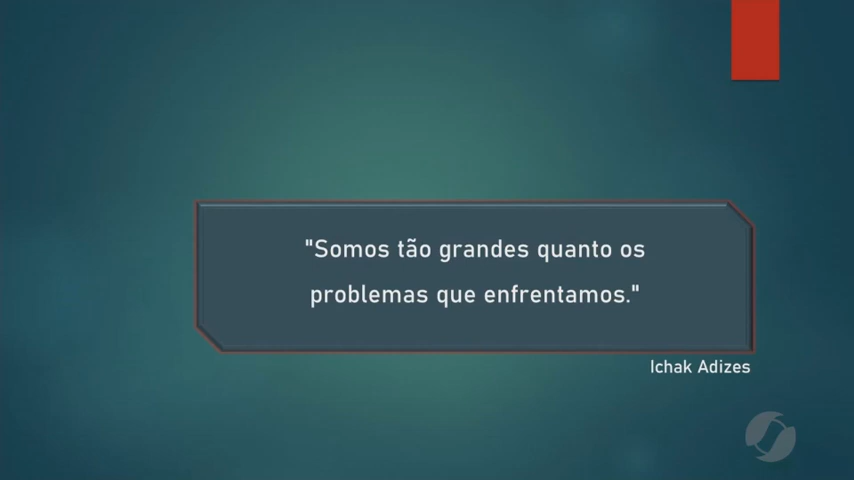 "Somos tão grandes quanto os
problemas que enfrentamos."
Ichak Adizes